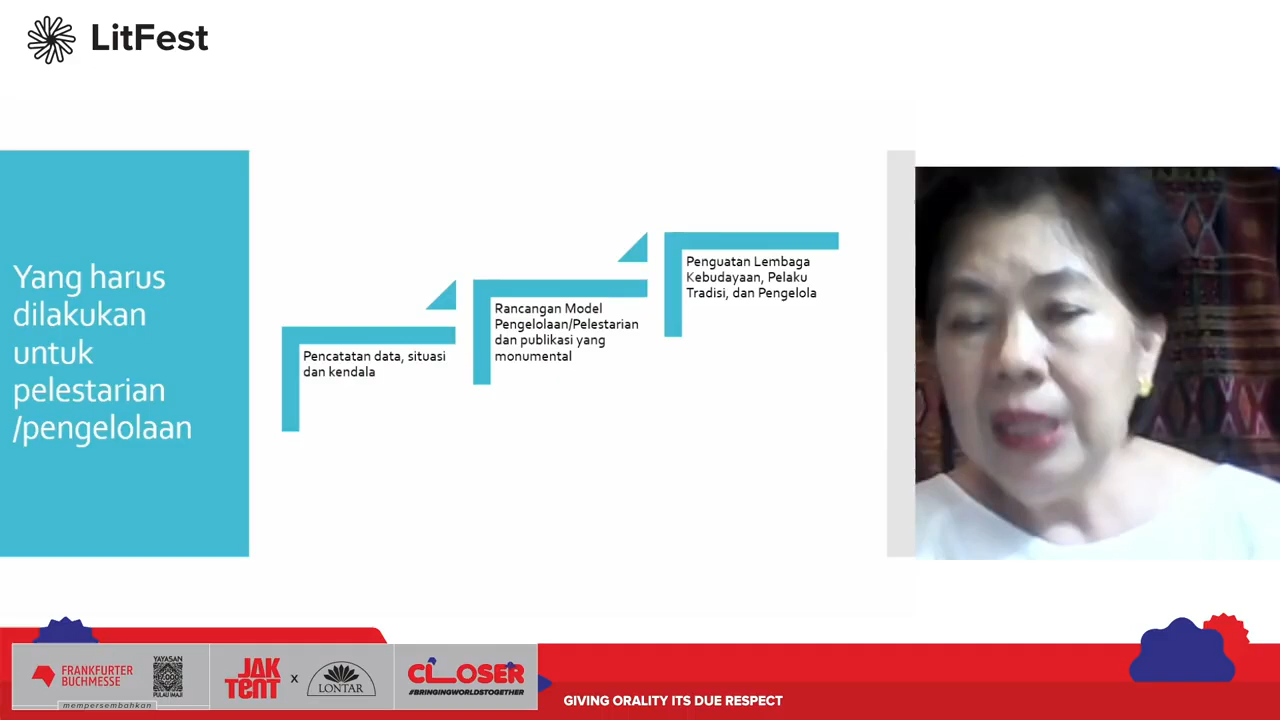 LitFest
Yang harus
dilakukan
untuk
pelestarian
/pengelolaan
Pencatatan data, situasi
dan kendala
Rancangan Model
Pengelolaan/Pelestarian
dan publikasi yang
monumental
Penguatan Lembaga
Kebudayaan, Pelaku
Tradisi, dan Pengelola
FRANKFURTER
BUCHMESSE
YAYASAN
17.000
PULAU IMAJI
mempersembahkan
JAK
TENT
x
LONTAR
CLOSER
#BRINGINGWORLDSTOGETHER
GIVING ORALITY ITS DUE RESPECT